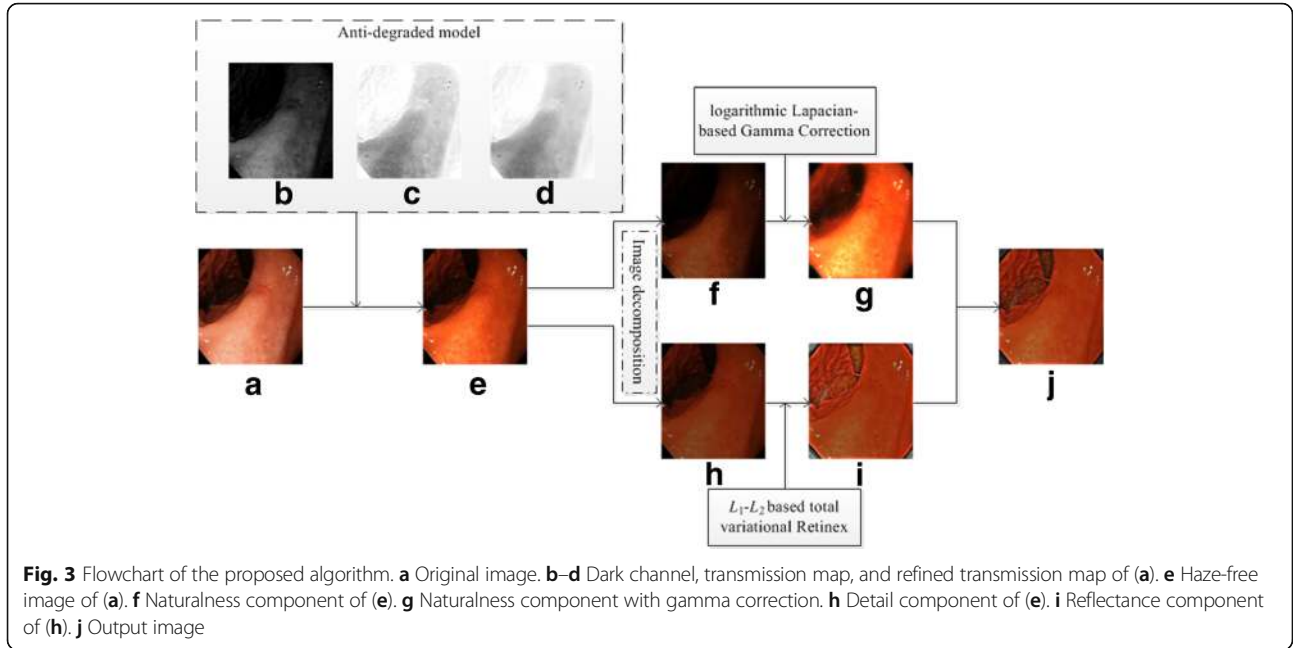 Anti-degraded model
b
c
d
logarithmic Lapacian-
based Gamma Correction
a
e
Image decomposition
f
g
h
i
j
L₁-L₂ based total
variational Retinex
Fig. 3 Flowchart of the proposed algorithm. a Original image. b–d Dark channel, transmission map, and refined transmission map of (a). e Haze-free
image of (a). f Naturalness component of (e). g Naturalness component with gamma correction. h Detail component of (e). i Reflectance component
of (h). j Output image